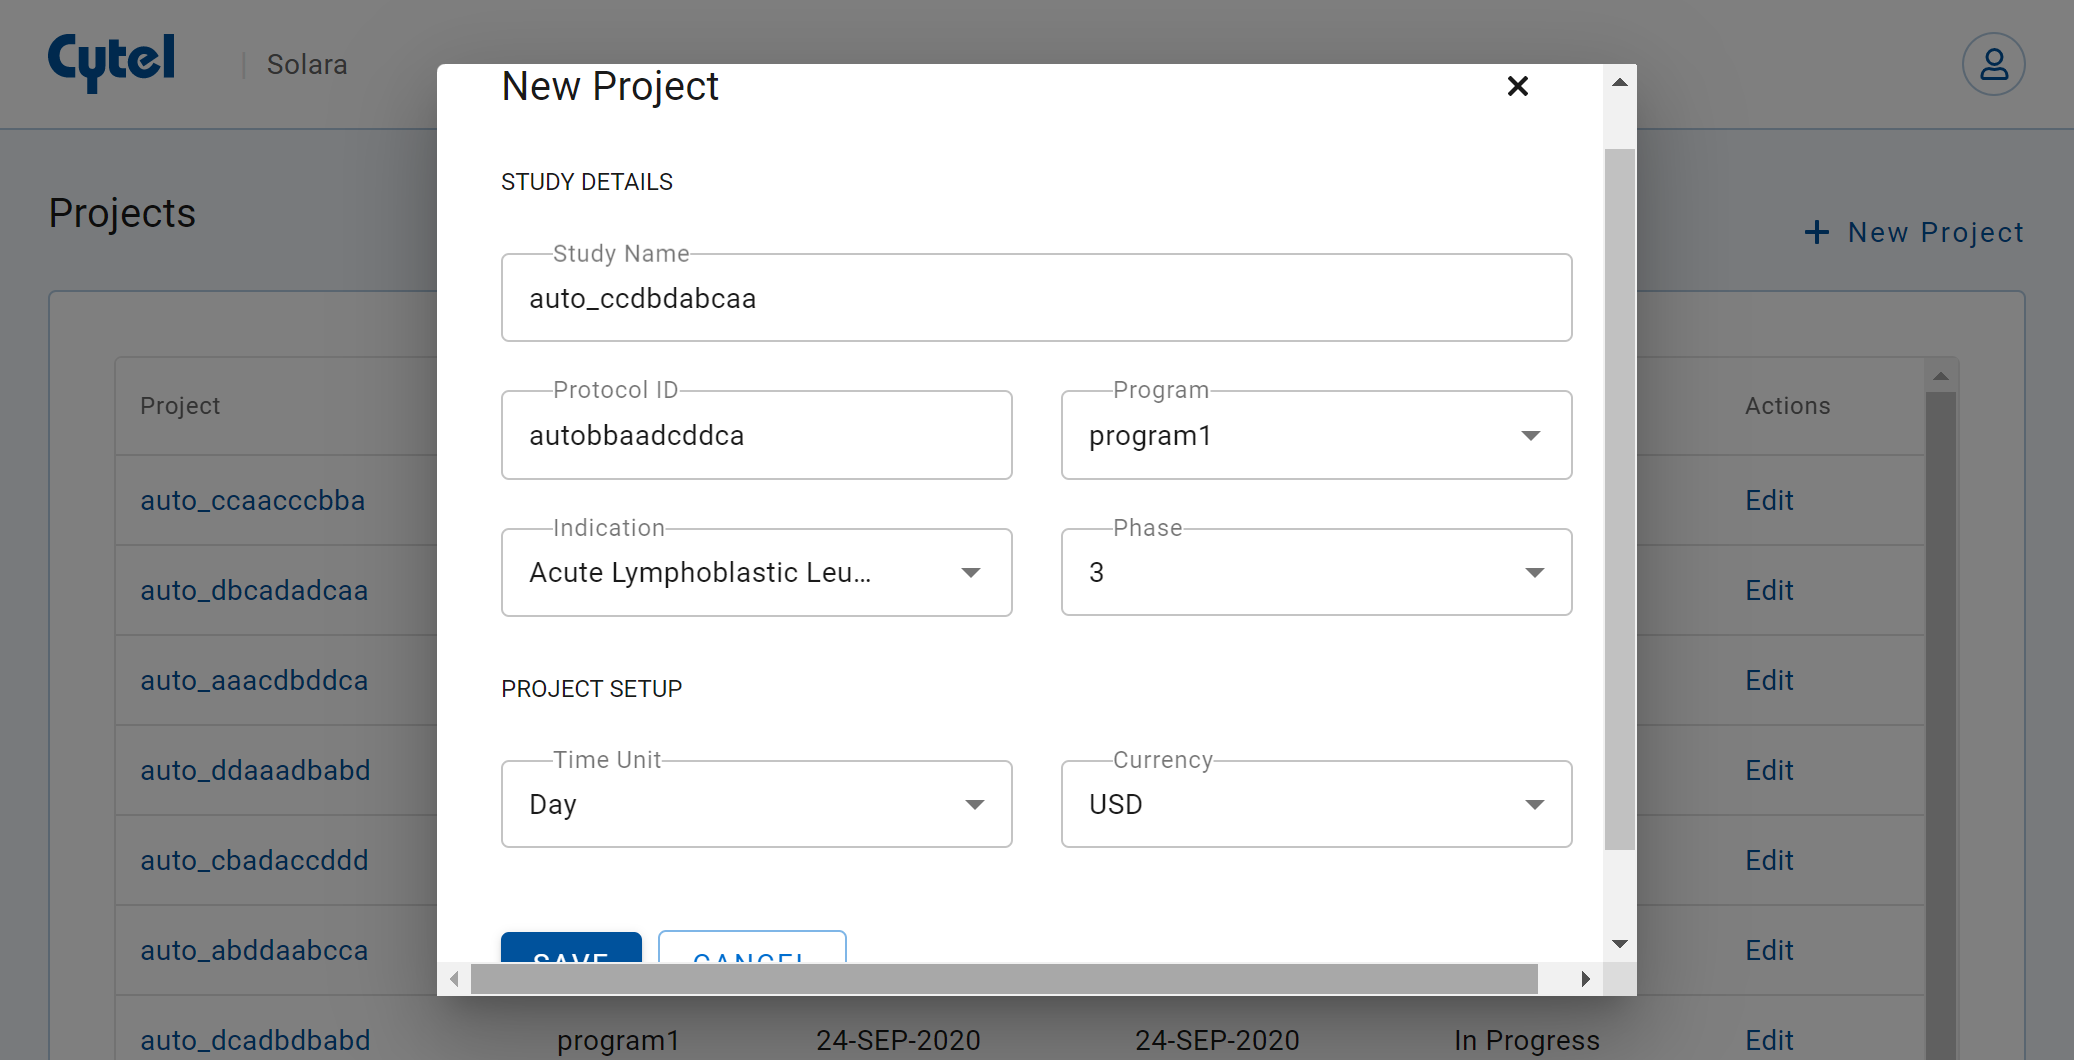 Cytel
Solara
New Project
STUDY DETAILS
Projects
New Project
Study Name
auto_ccdbdabcaa
Protocol ID
Program
autobbaadcddca
program1
Project
Actions
Indication
Phase
Acute Lymphoblastic Leu...
3
auto_ccaacccbba
Edit
auto_dbcadadcaa
Edit
auto_aaacdbddca
Edit
PROJECT SETUP
Time Unit
Currency
Day
USD
auto_ddaaadbabd
Edit
auto_cbadaccddd
Edit
auto_abddaabcca
Edit
SAVE
CANCEL
auto_dcadbdbabd
program1
24-SEP-2020
24-SEP-2020
In Progress
Edit